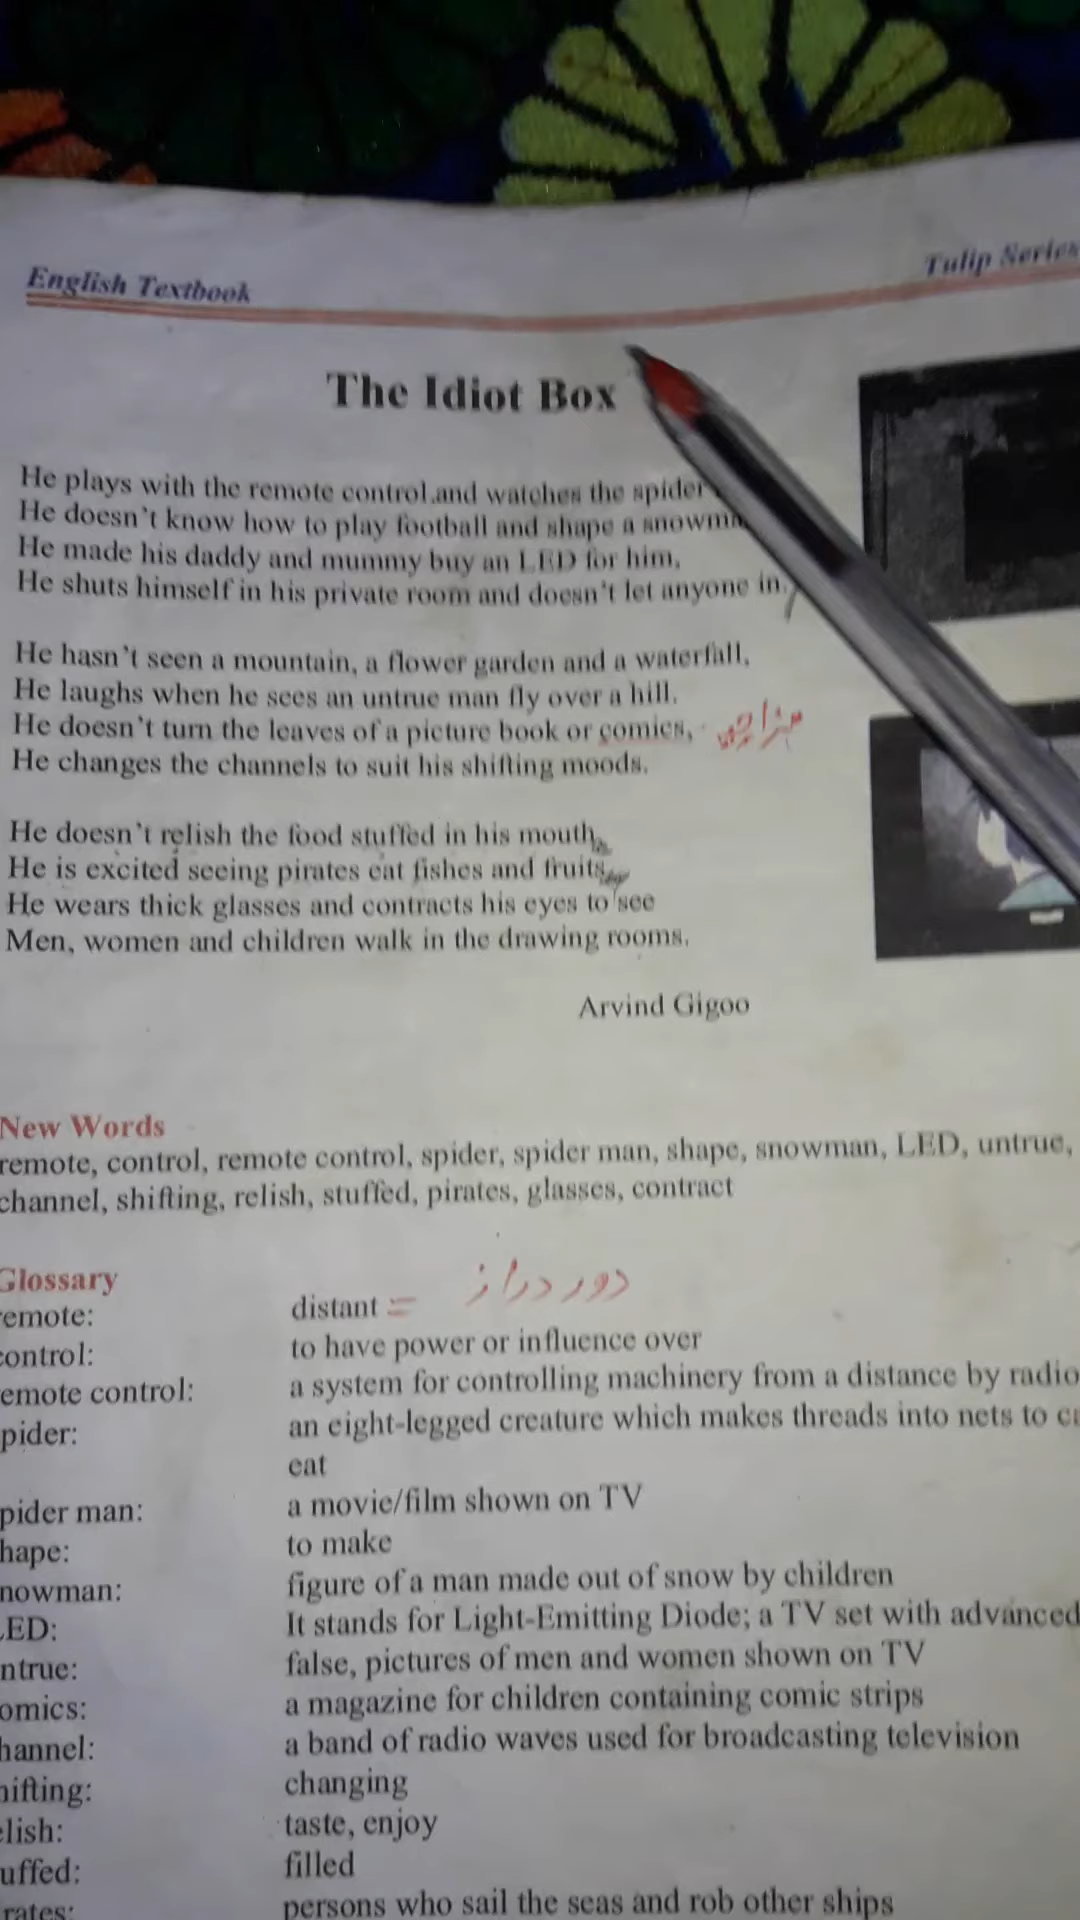 English Textbook
Tulip Series
The Idiot Box
He plays with the remote control and watches the spider
He doesn't know how to play football and shape a snowman
He made his daddy and mummy buy an LED for him,
He shuts himself in his private room and doesn't let anyone in.
He hasn't seen a mountain, a flower garden and a waterfall,
He laughs when he sees an untrue man fly over a hill.
He doesn't turn the leaves of a picture book or comics, مزاحیہ
He changes the channels to suit his shifting moods.
He doesn't relish the food stuffed in his mouth,
He is excited seeing pirates eat fishes and fruits,
He wears thick glasses and contracts his eyes to see
Men, women and children walk in the drawing rooms.
Arvind Gigoo
New Words
remote, control, remote control, spider, spider man, shape, snowman, LED, untrue,
channel, shifting, relish, stuffed, pirates, glasses, contract
Glossary
emote: distant = دور دراز
ontrol: to have power or influence over
emote control: a system for controlling machinery from a distance by radio
pider: an eight-legged creature which makes threads into nets to
eat
pider man: a movie/film shown on TV
hape: to make
nowman: figure of a man made out of snow by children
LED: It stands for Light-Emitting Diode; a TV set with advanced
ntrue: false, pictures of men and women shown on TV
omics: a magazine for children containing comic strips
hannel: a band of radio waves used for broadcasting television
hifting: changing
elish: taste, enjoy
uffed: filled
rates: persons who sail the seas and rob other ships